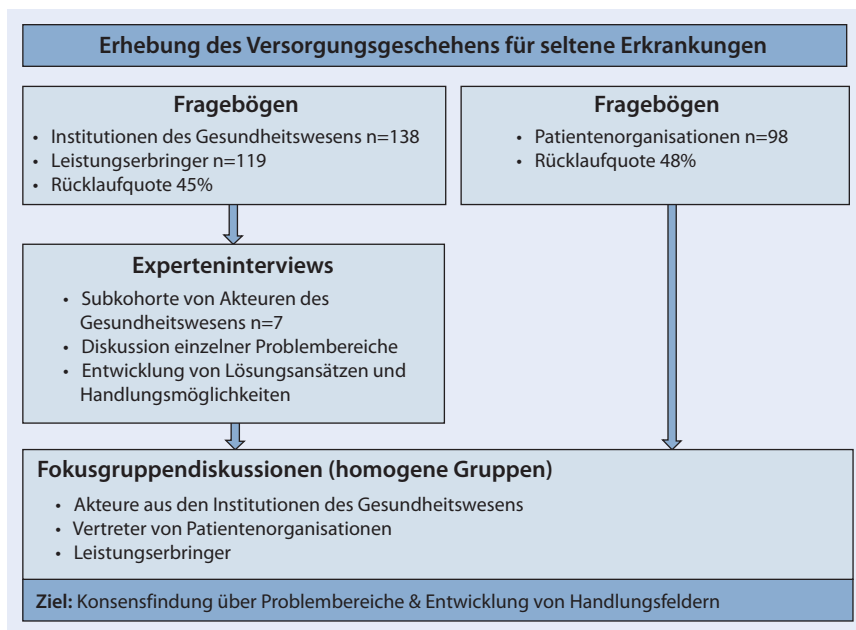 Erhebung des Versorgungsgeschehens für seltene Erkrankungen
Fragebögen
• Institutionen des Gesundheitswesens n=138
• Leistungserbringer n=119
• Rücklaufquote 45%
Fragebögen
• Patientenorganisationen n=98
• Rücklaufquote 48%
Experteninterviews
• Subkohorte von Akteuren des
Gesundheitswesens n=7
• Diskussion einzelner Problembereiche
• Entwicklung von Lösungsansätzen und
Handlungsmöglichkeiten
Fokusgruppendiskussionen (homogene Gruppen)
• Akteure aus den Institutionen des Gesundheitswesens
• Vertreter von Patientenorganisationen
• Leistungserbringer
Ziel: Konsensfindung über Problembereiche & Entwicklung von Handlungsfeldern